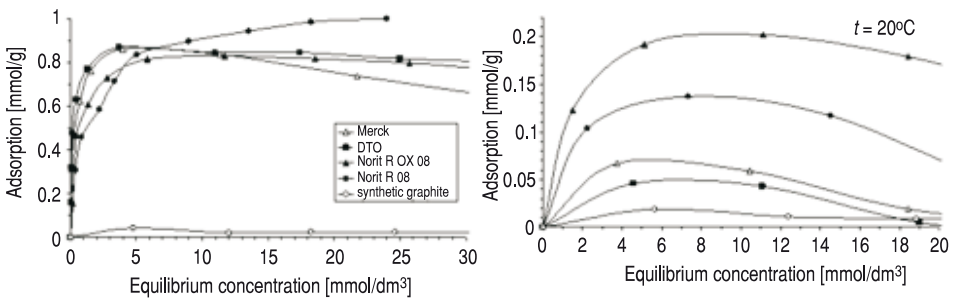 Adsorption [mmol/g]
1
0.8
0.6
0.4
0.2
0
0 5 10 15 20 25 30
Equilibrium concentration [mmol/dm³]
Merck
DTO
Norit R OX 08
Norit R 08
synthetic graphite
t = 20ºC
Adsorption [mmol/g]
0.2
0.15
0.1
0.05
0
0 2 4 6 8 10 12 14 16 18 20
Equilibrium concentration [mmol/dm³]